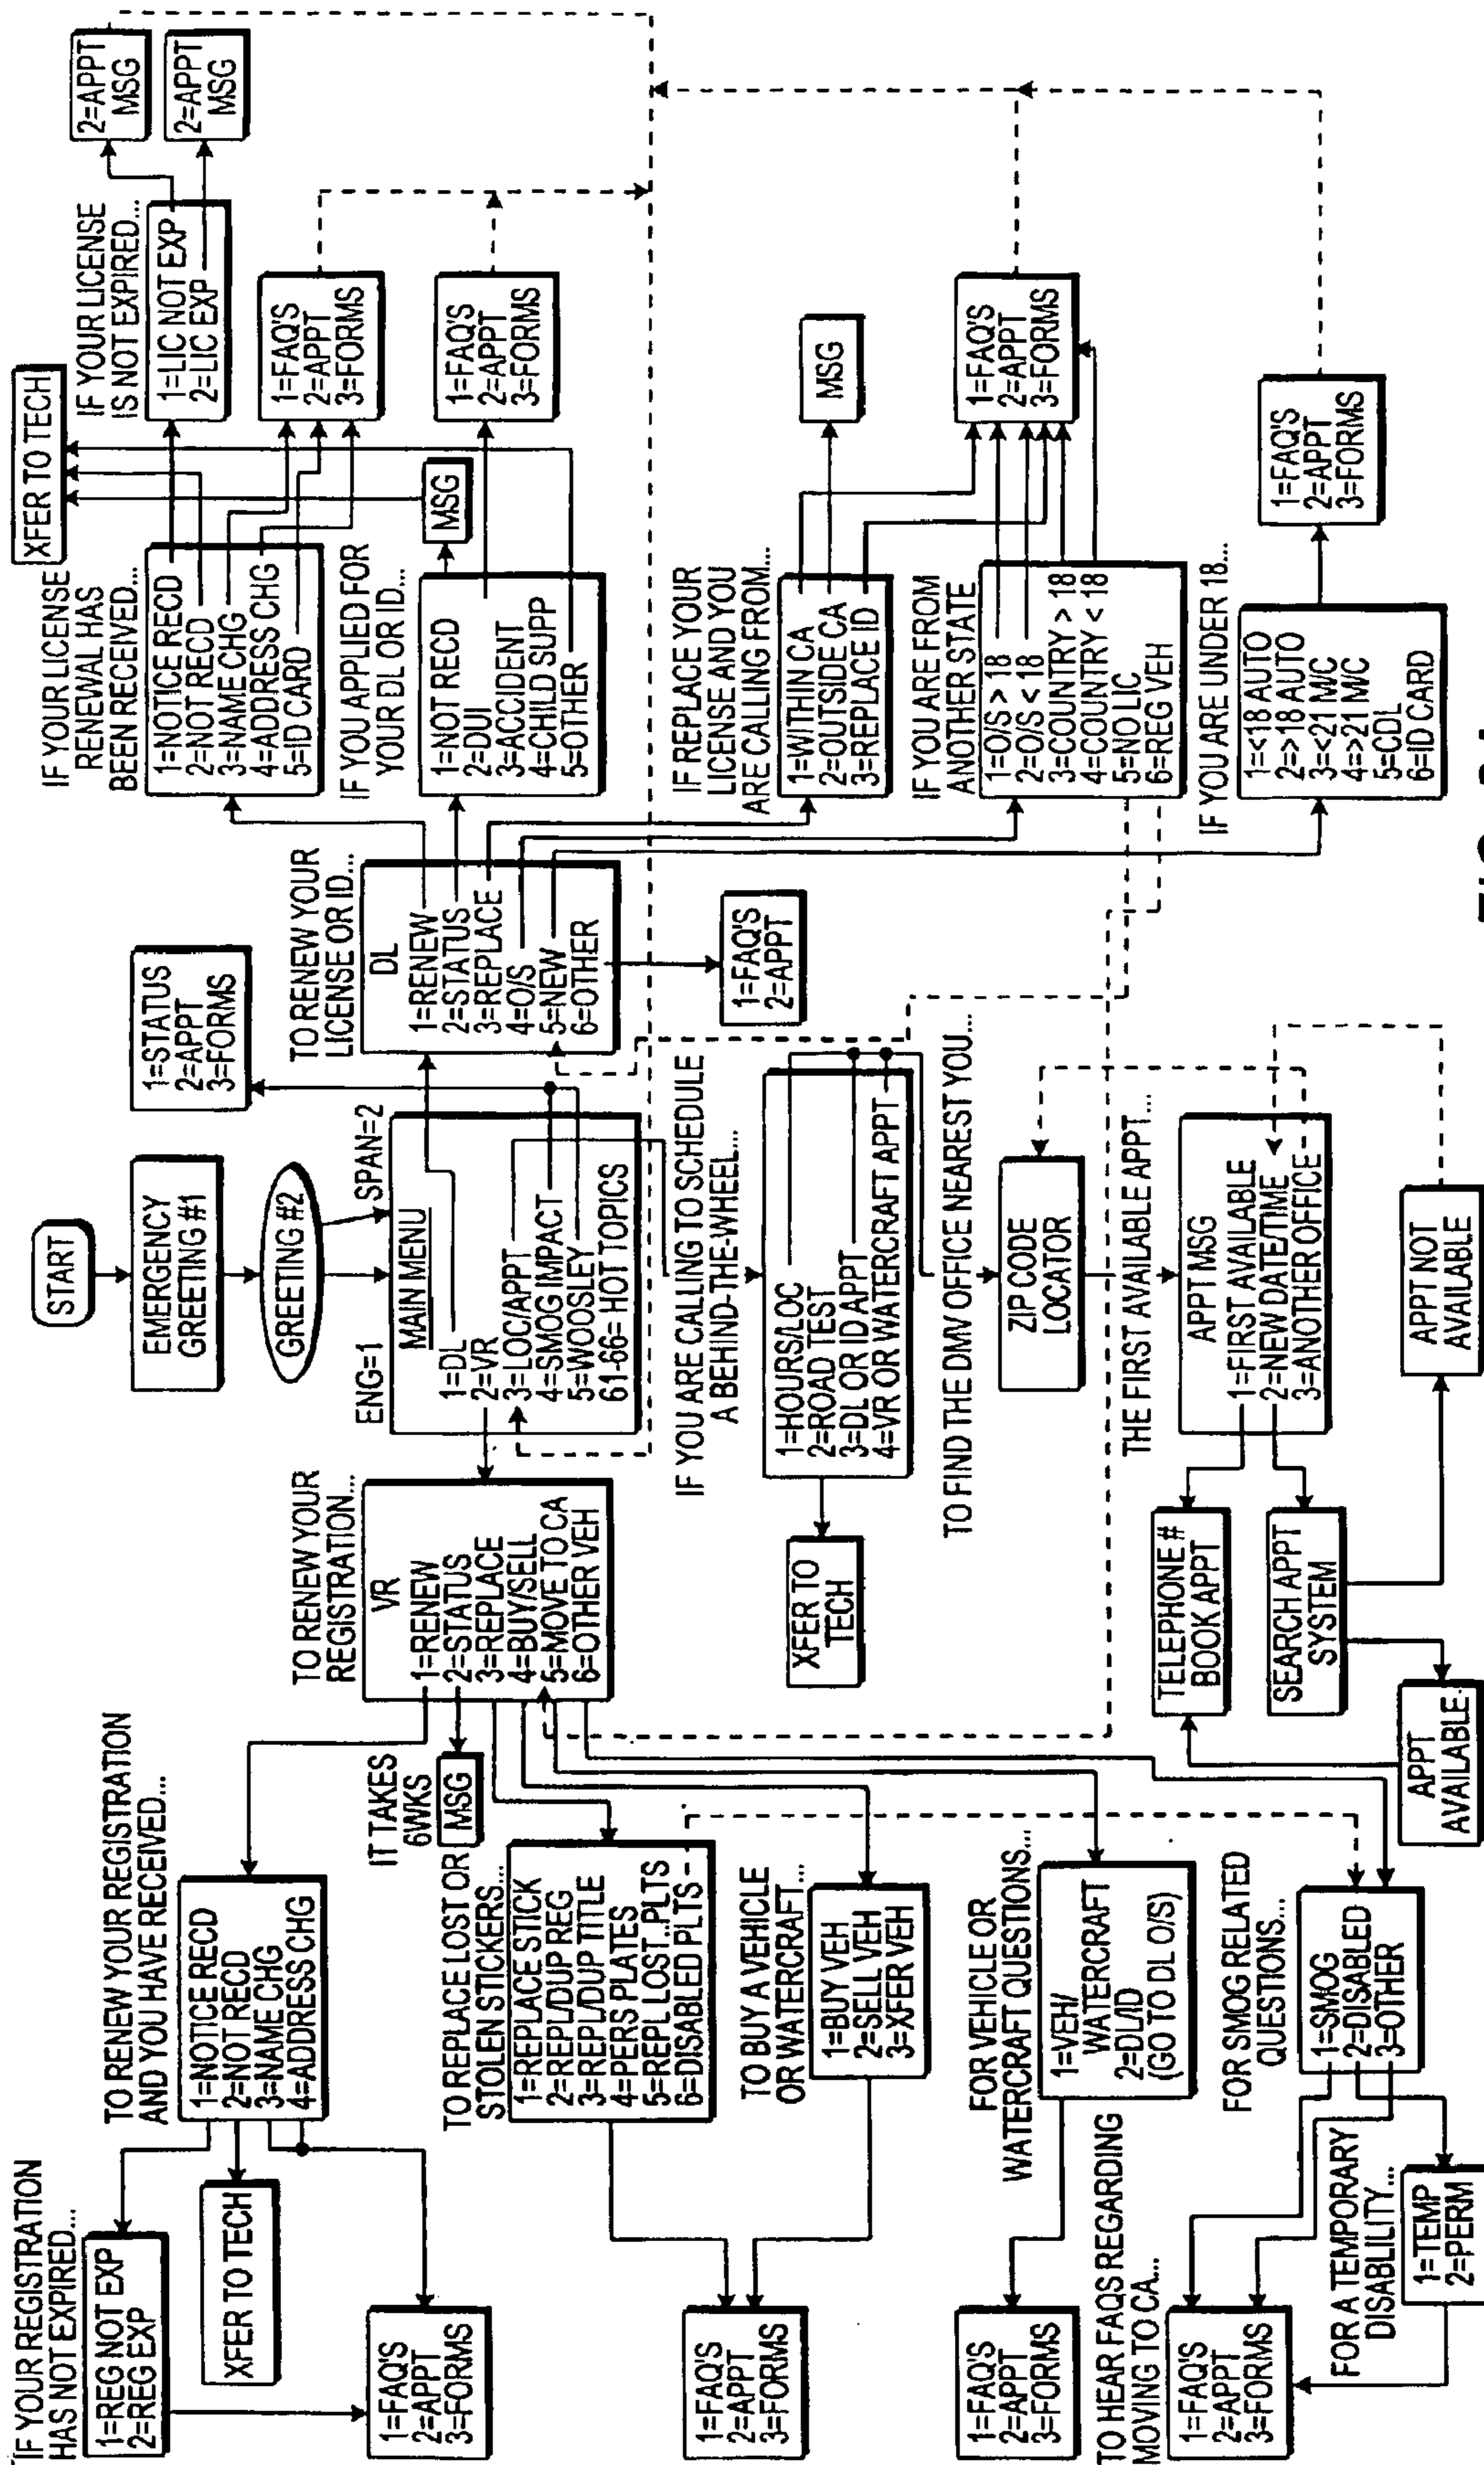 START
EMERGENCY
GREETING #1
GREETING #2
ENG=1
SPAN=2
MAIN MENU
1=DL
2=VR
3=LOC/APPT
4=SMOG IMPACT
5=WOOSLEY
61-66= HOT TOPICS
1=STATUS
2=APPT
3=FORMS
TO RENEW YOUR
LICENSE OR ID...
DL
1=RENEW
2=STATUS
3=REPLACE
4=O/S
5=NEW
6=OTHER
1=FAQ'S
2=APPT
IF YOUR LICENSE
RENEWAL HAS
BEEN RECEIVED...
1=NOTICE RECD
2=NOT RECD
3=NAME CHG
4=ADDRESS CHG
5=ID CARD
XFER TO TECH
IF YOUR LICENSE
IS NOT EXPIRED...
1=LIC NOT EXP
2=LIC EXP
2=APPT
MSG
2=APPT
MSG
1=FAQ'S
2=APPT
3=FORMS
IF YOU APPLIED FOR
YOUR DL OR ID...
1=NOT RECD
2=DUI
3=ACCIDENT
4=CHILD SUPP
5=OTHER
MSG
1=FAQ'S
2=APPT
3=FORMS
IF REPLACE YOUR
LICENSE AND YOU
ARE CALLING FROM...
1=WITHIN CA
2=OUTSIDE CA
3=REPLACE ID
MSG
IF YOU ARE FROM
ANOTHER STATE
1=O/S > 18
2=O/S < 18
3=COUNTRY > 18
4=COUNTRY < 18
5=NO LIC
6=REG VEH
1=FAQ'S
2=APPT
3=FORMS
IF YOU ARE UNDER 18...
1=<18 AUTO
2=>18 AUTO
3=<21 M/C
4=>21 M/C
5=CDL
6=ID CARD
1=FAQ'S
2=APPT
3=FORMS
IF YOU ARE CALLING TO SCHEDULE
A BEHIND-THE-WHEEL...
1=HOURS/LOC
2=ROAD TEST
3=DL OR ID APPT
4=VR OR WATERCRAFT APPT
XFER TO
TECH
TO FIND THE DMV OFFICE NEAREST YOU...
ZIP CODE
LOCATOR
THE FIRST AVAILABLE APPT...
APPT MSG
1=FIRST AVAILABLE
2=NEW DATE/TIME
3=ANOTHER OFFICE
TELEPHONE #
BOOK APPT
SEARCH APPT
SYSTEM
APPT
AVAILABLE
APPT NOT
AVAILABLE
TO RENEW YOUR
REGISTRATION...
VR
1=RENEW
2=STATUS
3=REPLACE
4=BUY/SELL
5=MOVE TO CA
6=OTHER VEH
TO RENEW YOUR REGISTRATION
AND YOU HAVE RECEIVED...
1=NOTICE RECD
2=NOT RECD
3=NAME CHG
4=ADDRESS CHG
IF YOUR REGISTRATION
HAS NOT EXPIRED...
1=REG NOT EXP
2=REG EXP
XFER TO TECH
1=FAQ'S
2=APPT
3=FORMS
IT TAKES
6WKS
MSG
TO REPLACE LOST OR
STOLEN STICKERS...
1=REPLACE STICK
2=REPL/DUP REG
3=REPL/DUP TITLE
4=PERS PLATES
5=REPL LOST...PLTS
6=DISABLED PLTS
TO BUY A VEHICLE
OR WATERCRAFT...
1=BUY VEH
2=SELL VEH
3=XFER VEH
1=FAQ'S
2=APPT
3=FORMS
FOR VEHICLE OR
WATERCRAFT QUESTIONS...
1=VEH/
WATERCRAFT
2=DL/ID
(GO TO DL O/S)
1=FAQ'S
2=APPT
3=FORMS
TO HEAR FAQS REGARDING
MOVING TO CA...
FOR SMOG RELATED
QUESTIONS...
1=SMOG
2=DISABLED
3=OTHER
1=FAQ'S
2=APPT
3=FORMS
FOR A TEMPORARY
DISABLILITY...
1=TEMP
2=PERM